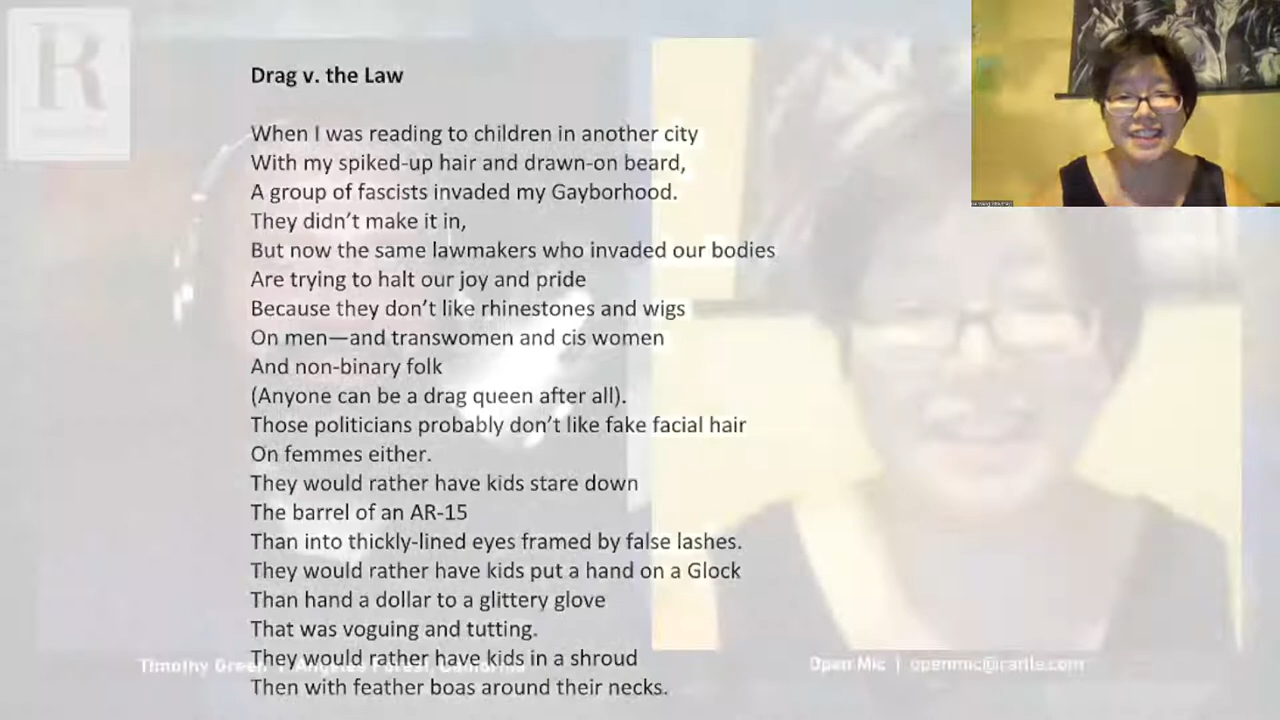 R
Drag v. the Law
When I was reading to children in another city
With my spiked-up hair and drawn-on beard,
A group of fascists invaded my Gayborhood.
They didn’t make it in,
But now the same lawmakers who invaded our bodies
Are trying to halt our joy and pride
Because they don’t like rhinestones and wigs
On men—and transwomen and cis women
And non-binary folk
(Anyone can be a drag queen after all).
Those politicians probably don’t like fake facial hair
On femmes either.
They would rather have kids stare down
The barrel of an AR-15
Than into thickly-lined eyes framed by false lashes.
They would rather have kids put a hand on a Glock
Than hand a dollar to a glittery glove
That was voguing and tutting.
They would rather have kids in a shroud
Then with feather boas around their necks.
Timothy Green | Angeles Forest, California
Open Mic | openmic@rattle.com